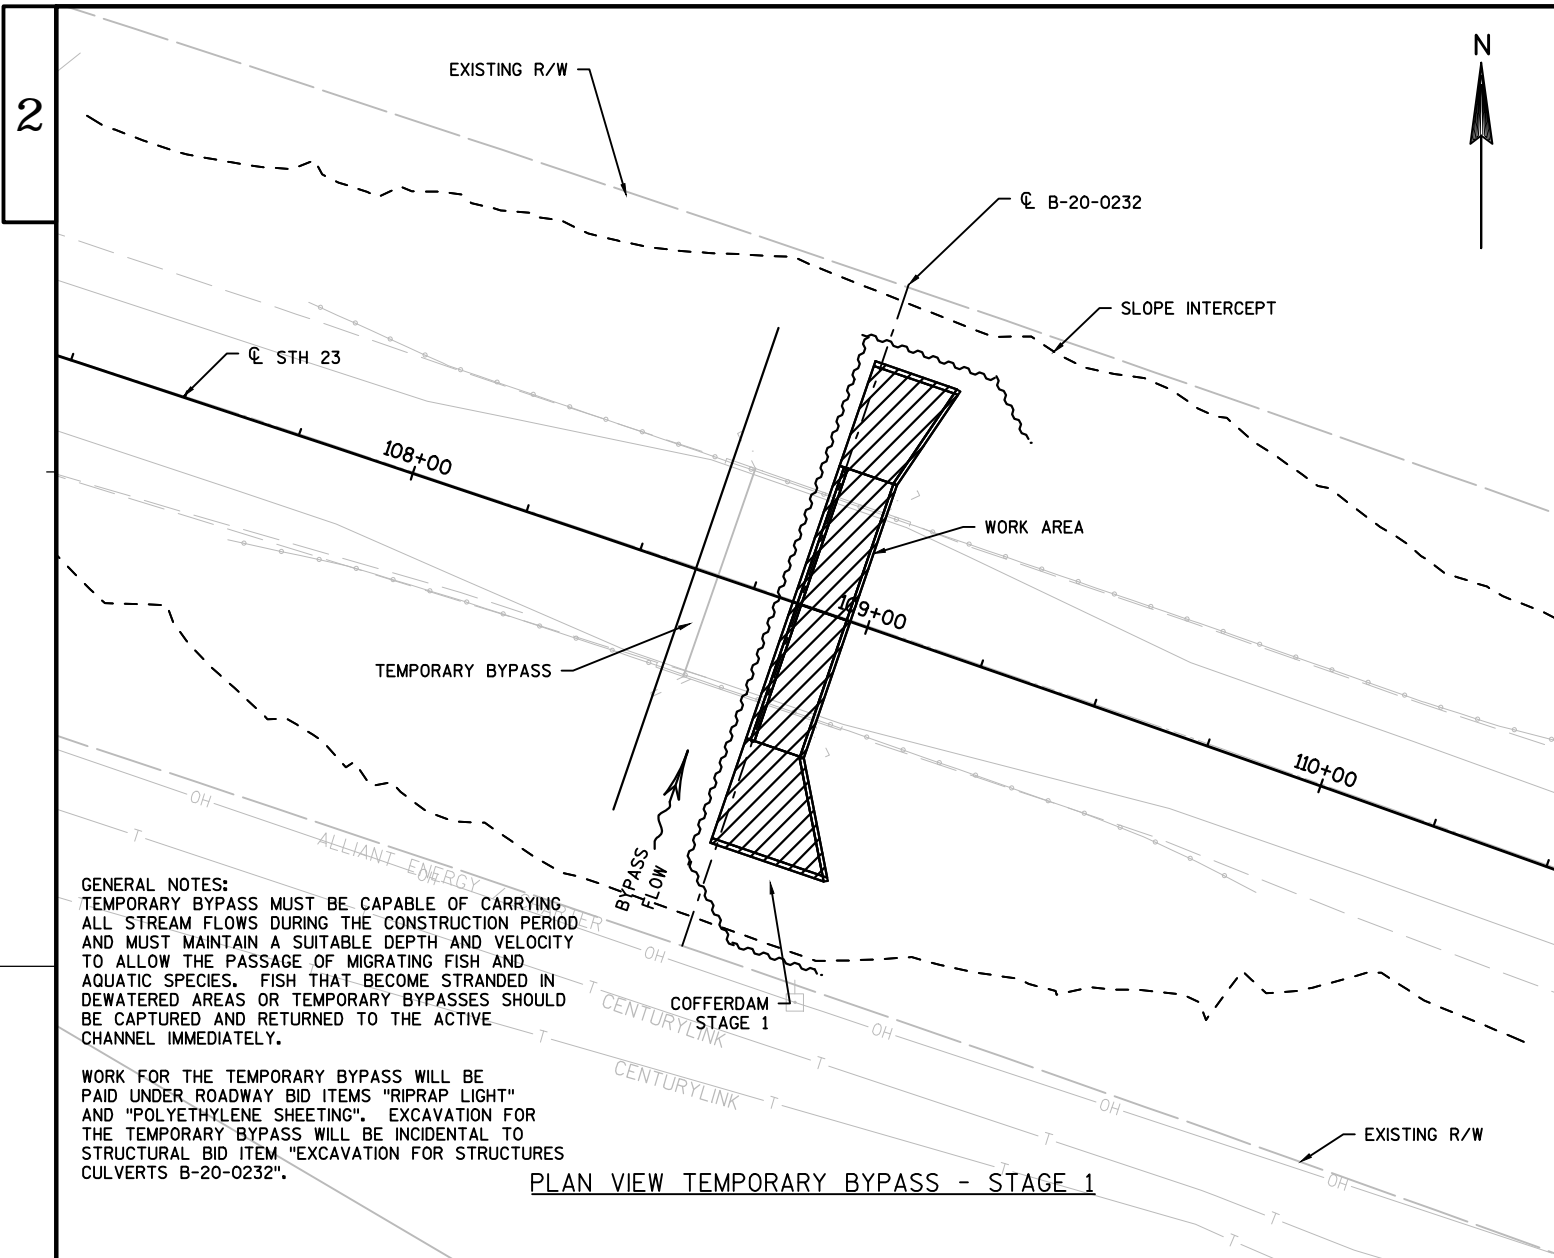 2
EXISTING R/W
N
℄ B-20-0232
SLOPE INTERCEPT
℄ STH 23
108+00
WORK AREA
109+00
TEMPORARY BYPASS
110+00
OH
T
ALLIANT ENERGY / CHARTER
OH
BYPASS
FLOW
GENERAL NOTES:
TEMPORARY BYPASS MUST BE CAPABLE OF CARRYING
ALL STREAM FLOWS DURING THE CONSTRUCTION PERIOD
AND MUST MAINTAIN A SUITABLE DEPTH AND VELOCITY
TO ALLOW THE PASSAGE OF MIGRATING FISH AND
AQUATIC SPECIES.  FISH THAT BECOME STRANDED IN
DEWATERED AREAS OR TEMPORARY BYPASSES SHOULD
BE CAPTURED AND RETURNED TO THE ACTIVE
CHANNEL IMMEDIATELY.
WORK FOR THE TEMPORARY BYPASS WILL BE
PAID UNDER ROADWAY BID ITEMS "RIPRAP LIGHT"
AND "POLYETHYLENE SHEETING".  EXCAVATION FOR
THE TEMPORARY BYPASS WILL BE INCIDENTAL TO
STRUCTURAL BID ITEM "EXCAVATION FOR STRUCTURES
CULVERTS B-20-0232".
OH
T
T
COFFERDAM
STAGE 1
CENTURYLINK
OH
T
T
CENTURYLINK
T
OH
T
EXISTING R/W
T
OH
PLAN VIEW TEMPORARY BYPASS - STAGE 1
T
T